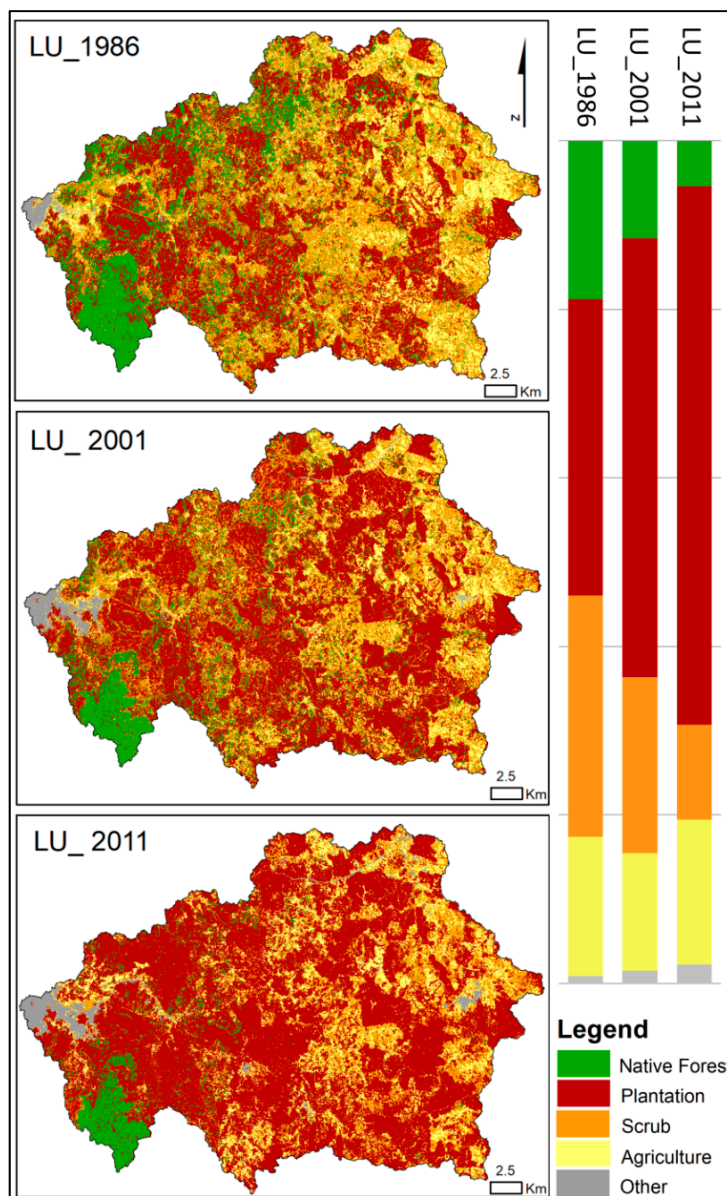 LU_1986
N
2.5
Km
LU_ 2001
2.5
Km
LU_ 2011
2.5
Km
LU_1986
LU_2001
LU_2011
Legend
Native Fores
Plantation
Scrub
Agriculture
Other